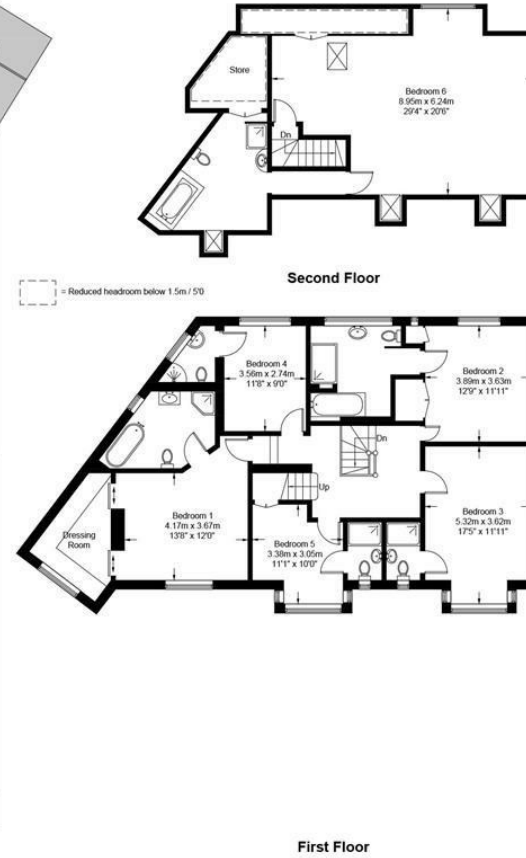 Store
Bedroom 6
8.95m x 6.24m
29'4" x 20'6"
Dn
Second Floor
= Reduced headroom below 1.5m / 5'0
Bedroom 4
3.56m x 2.74m
11'8" x 9'0"
Bedroom 2
3.89m x 3.63m
12'9" x 11'11"
Dn
Up
Bedroom 1
4.17m x 3.67m
13'8" x 12'0"
Dressing
Room
Bedroom 5
3.38m x 3.05m
11'1" x 10'0"
Bedroom 3
5.32m x 3.62m
17'5" x 11'11"
First Floor